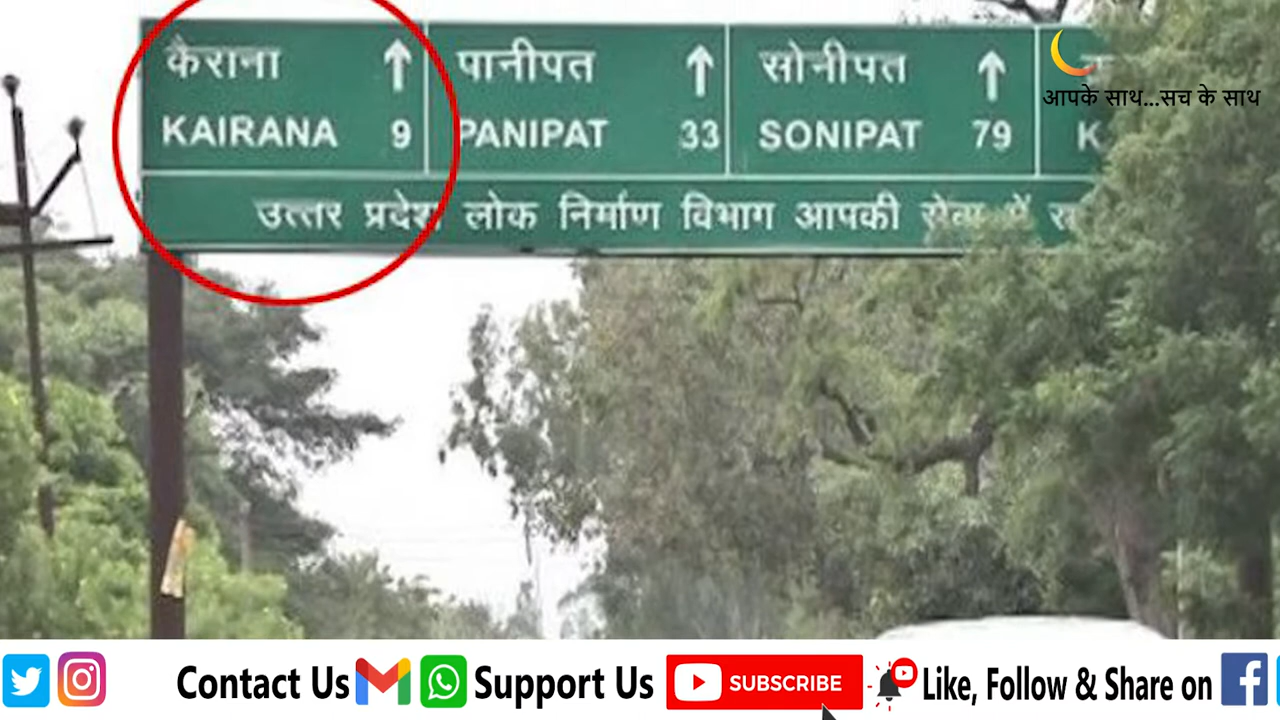 कैराना
KAIRANA 9
पानीपत
PANIPAT 33
सोनीपत
SONIPAT 79
उत्तर प्रदेश लोक निर्माण विभाग आपकी सेवा में
आपके साथ...सच के साथ
Contact Us Support Us SUBSCRIBE Like, Follow & Share on